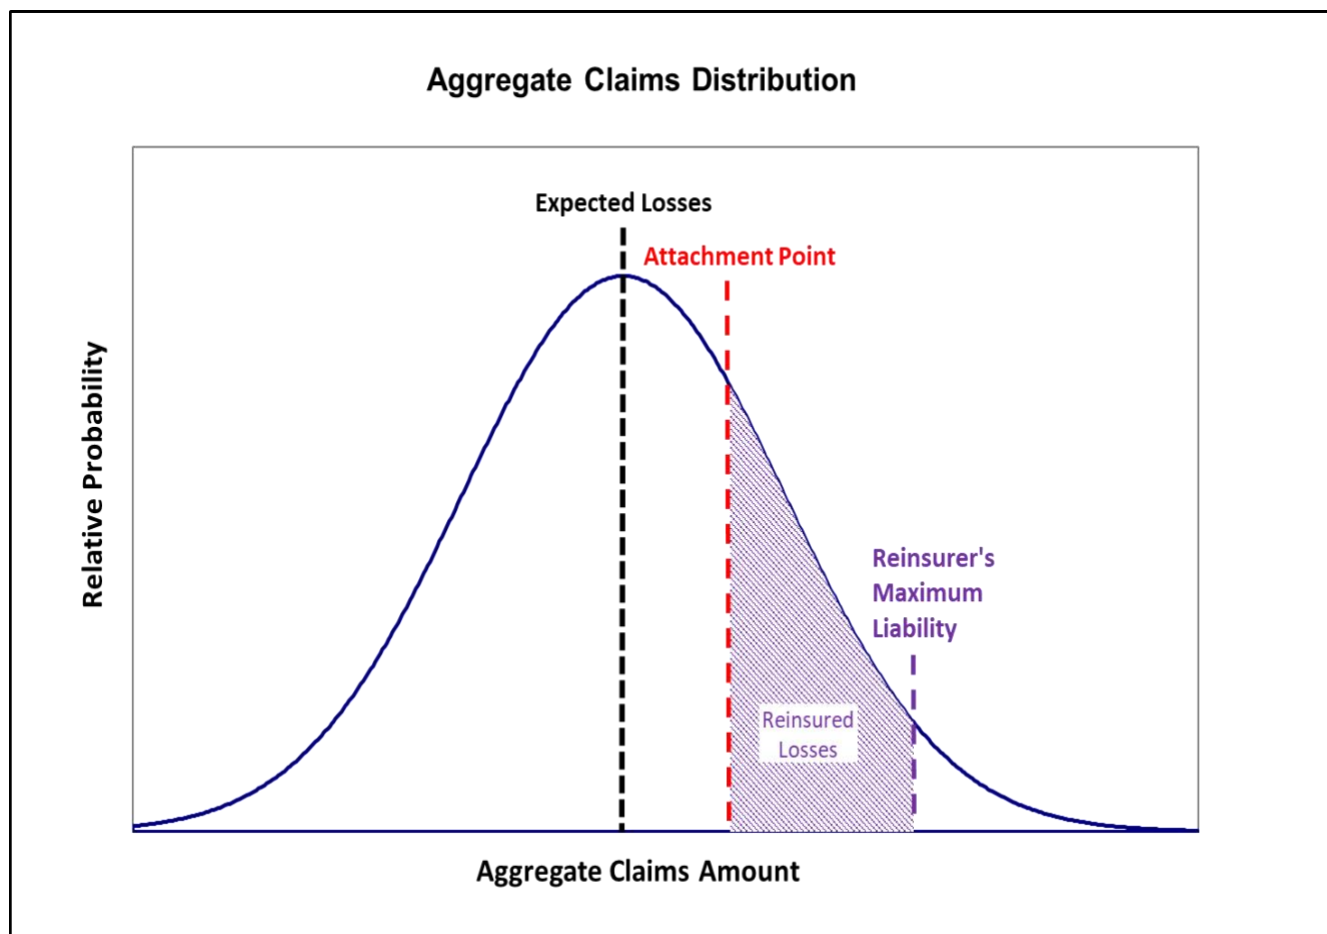 Aggregate Claims Distribution
Expected Losses
Attachment Point
Relative Probability
Reinsurer's
Maximum
Liability
Reinsured
Losses
Aggregate Claims Amount